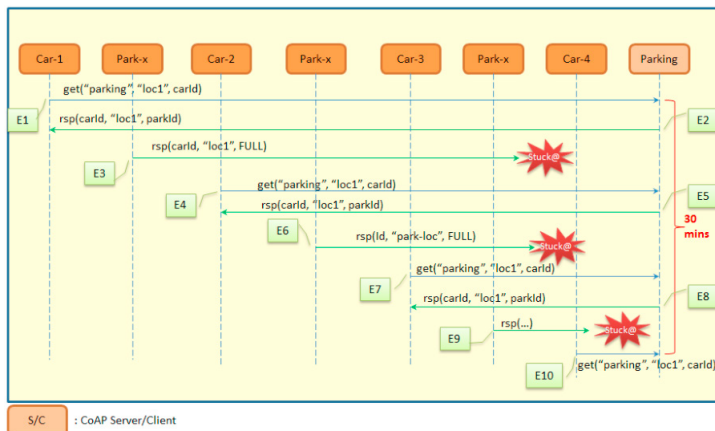 Car-1 Park-x Car-2 Park-x Car-3 Park-x Car-4 Parking
get(“parking”, “loc1”, carId)
E1
rsp(carId, “loc1”, parkId)
E2
rsp(carId, “loc1”, FULL)
Stuck@
E3
get(“parking”, “loc1”, carId)
E4
E5
rsp(carId, “loc1”, parkId)
30
mins
E6
rsp(Id, “park-loc”, FULL)
Stuck@
get(“parking”, “loc1”, carId)
E7
E8
rsp(carId, “loc1”, parkId)
E9
rsp(...)
Stuck@
E10
get(“parking”, “loc1”, carId)
S/C : CoAP Server/Client